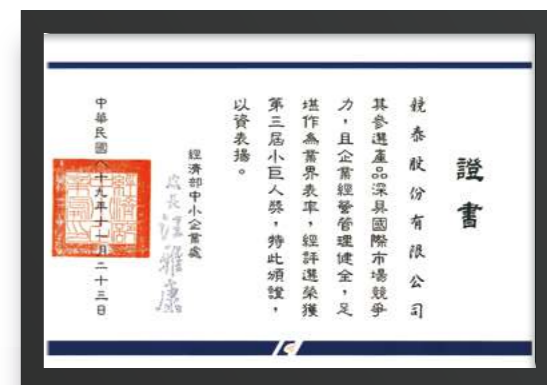 證書
競泰股份有限公司
其參選產品深具國際市場競爭
力，且企業經營管理健全，足
堪作為業界表率，經評選榮獲
第三屆小巨人獎，特此頒證，
以資表揚。
經濟部中小企業處
處長 汪雅康
中華民國八十九年十一月二十三日